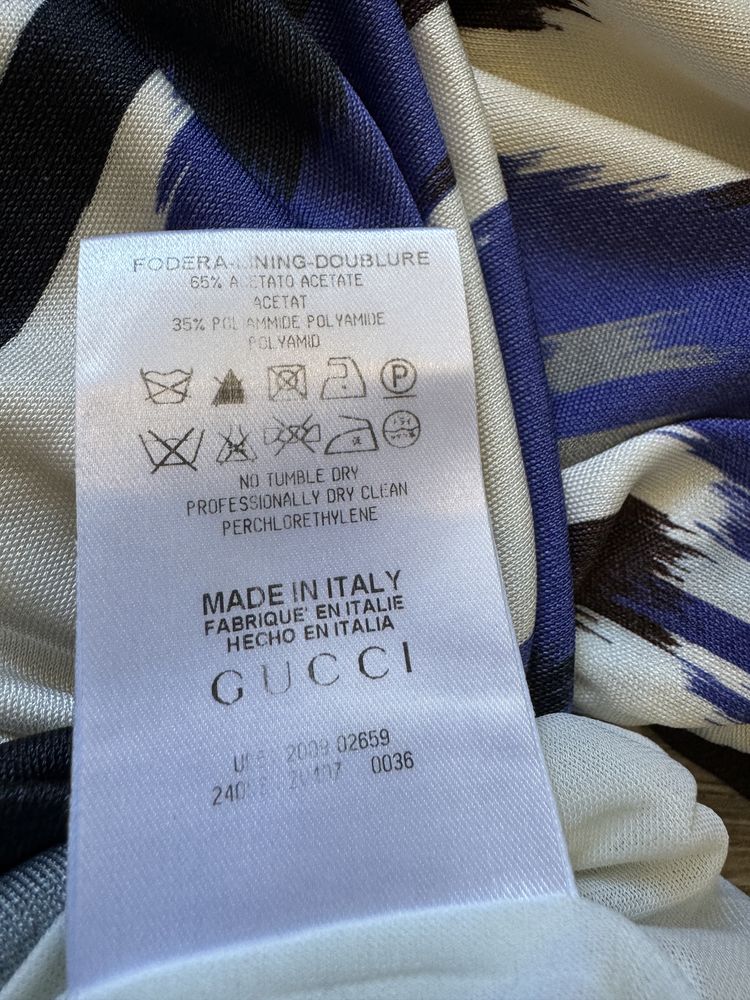 FODERA-LINING-DOUBLURE
65% ACETATO ACETATE
ACETAT
35% POLIAMMIDE POLYAMIDE
POLYAMID
P
NO TUMBLE DRY
PROFESSIONALLY DRY CLEAN
PERCHLORETHYLENE
MADE IN ITALY
FABRIQUE' EN ITALIE
HECHO EN ITALIA
GUCCI
2009 02659
0036